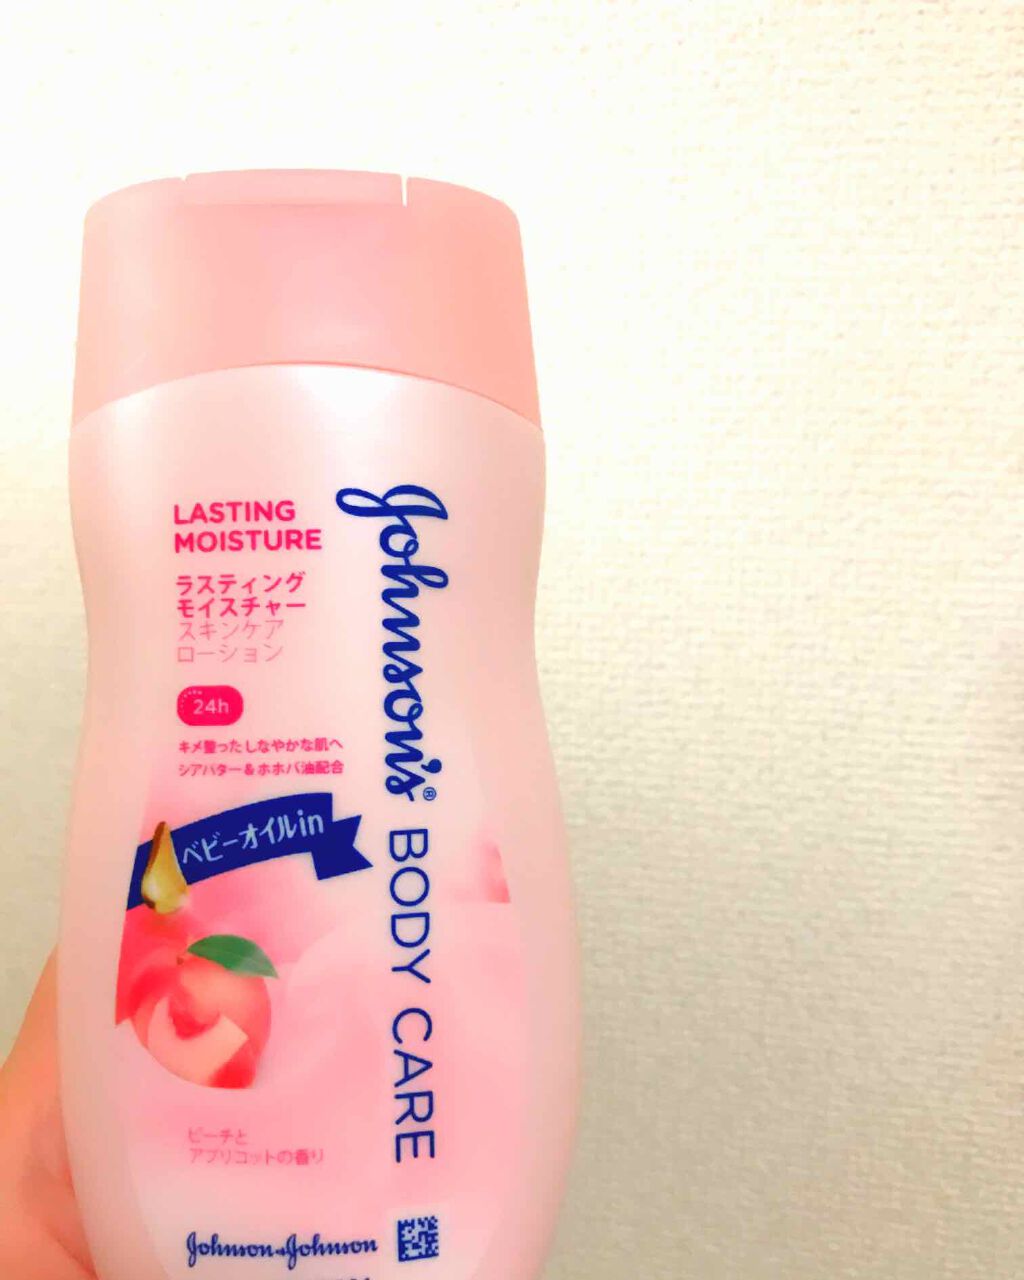 LASTING
MOISTURE
ラスティング
モイスチャー
スキンケア
ローション
24h
キメ整ったしなやかな肌へ
シアバター&ホホバ油配合
ベビーオイルin
Johnson's® BODY CARE
ピーチと
アプリコットの香り
Johnson & Johnson